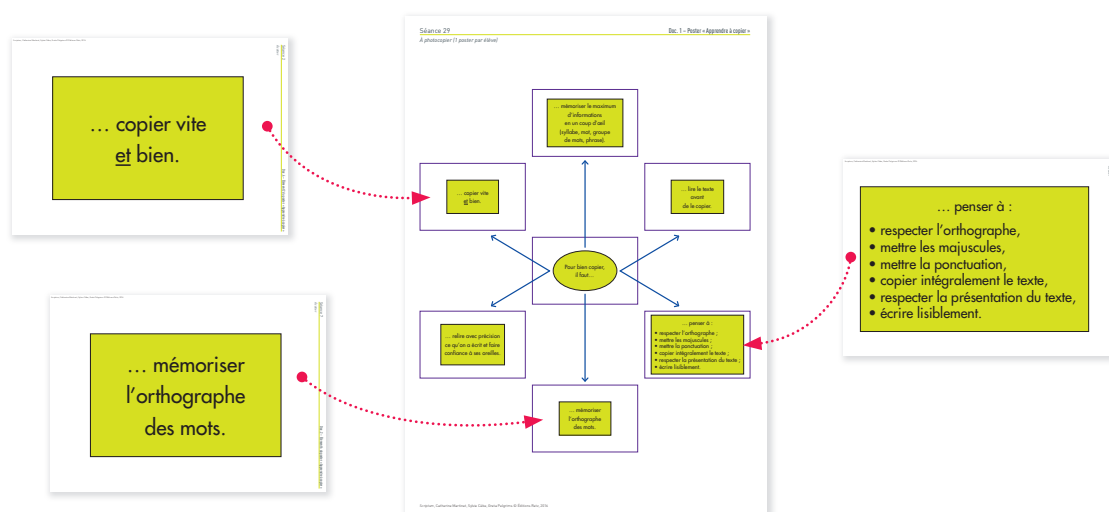 … copier vite
et bien.
… mémoriser
l’orthographe
des mots.
Séance 29
Doc. 1 – Poster « Apprendre à copier »
À photocopier (1 poster par élève)
… mémoriser le maximum
d’informations
en un coup d’œil
(syllabe, mot, groupe
de mots, phrase).
… copier vite
et bien.
… lire le texte
avant
de le copier.
Pour bien copier,
il faut…
… relire avec précision
ce qu’on a écrit et faire
confiance à ses oreilles.
… penser à :
• respecter l’orthographe ;
• mettre les majuscules ;
• mettre la ponctuation ;
• copier intégralement le texte ;
• respecter la présentation du texte ;
• écrire lisiblement.
… mémoriser
l’orthographe
des mots.
… penser à :
• respecter l’orthographe,
• mettre les majuscules,
• mettre la ponctuation,
• copier intégralement le texte,
• respecter la présentation du texte,
• écrire lisiblement.